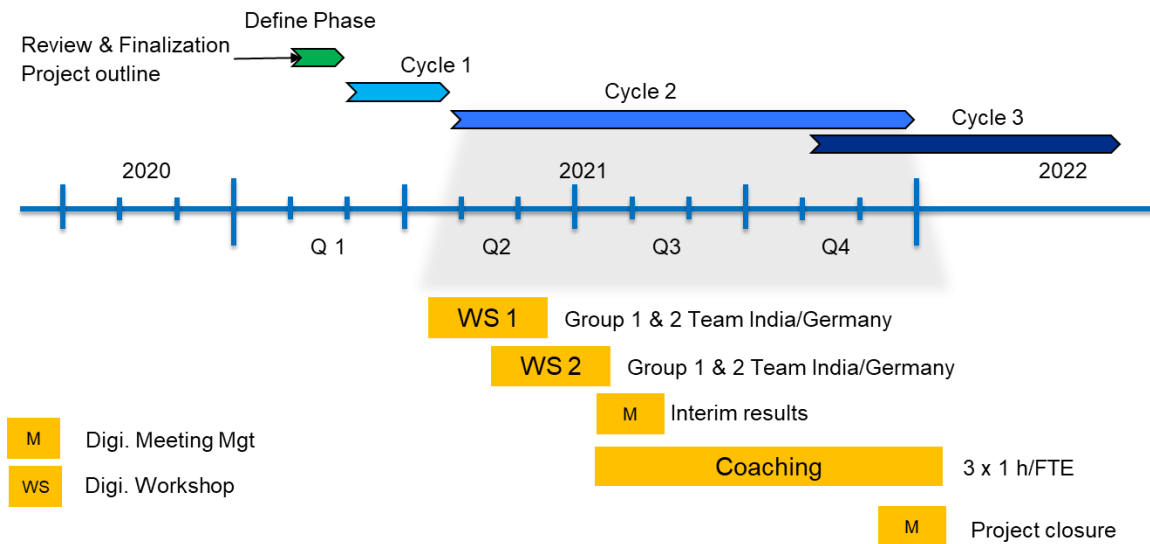 Define Phase
Review & Finalization
Project outline
Cycle 1
Cycle 2
Cycle 3
2020
2021
2022
Q 1
Q2
Q3
Q4
WS 1
Group 1 & 2 Team India/Germany
WS 2
Group 1 & 2 Team India/Germany
M
Interim results
M
Digi. Meeting Mgt
Coaching
3 x 1 h/FTE
WS
Digi. Workshop
M
Project closure